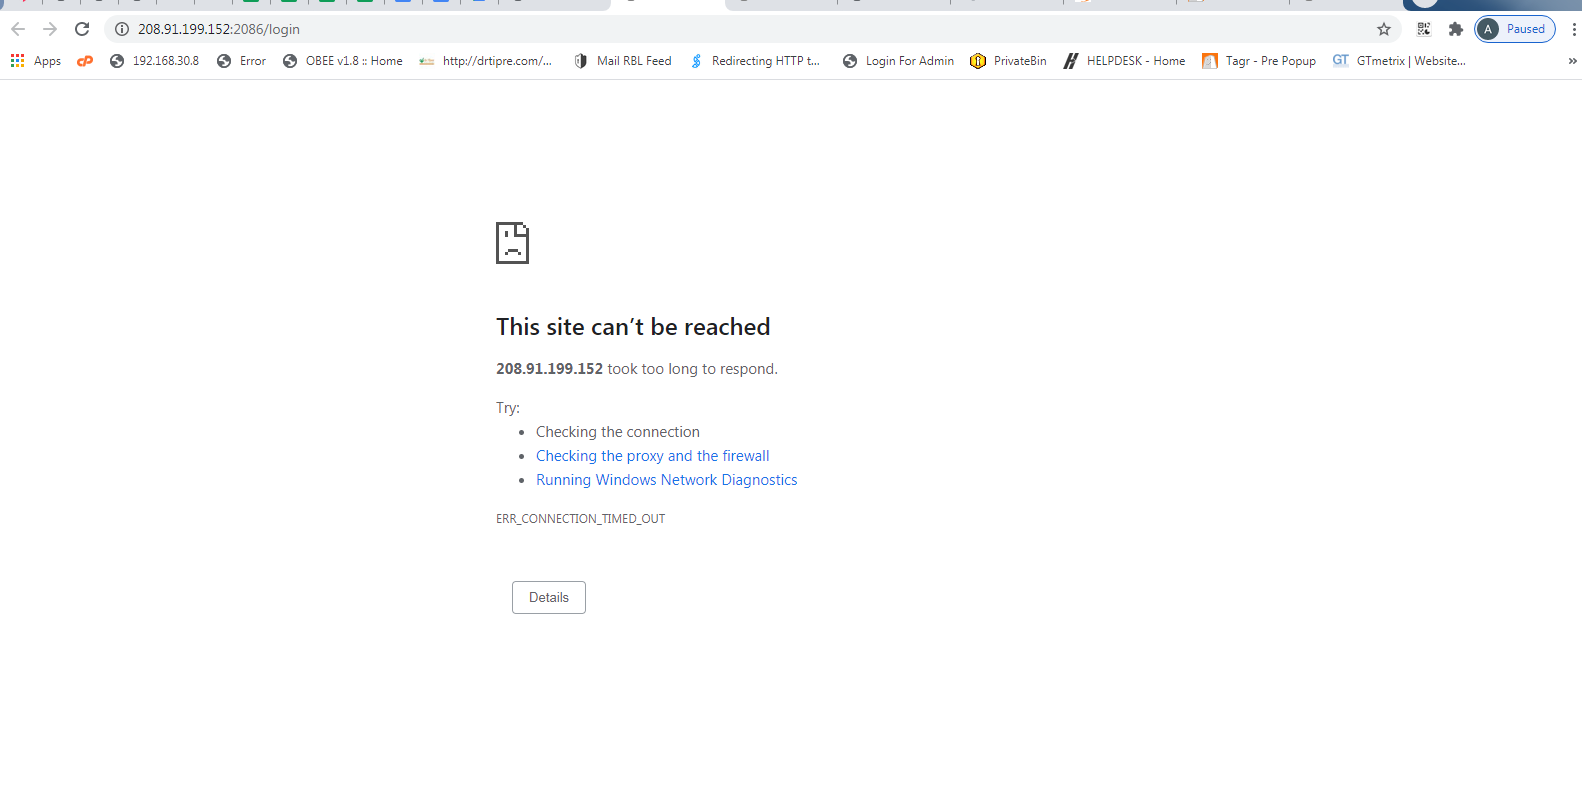 208.91.199.152:2086/login
A Paused
Apps
cP
192.168.30.8
Error
OBEE v1.8 :: Home
http://drtipre.com/...
Mail RBL Feed
Redirecting HTTP t...
Login For Admin
PrivateBin
HELPDESK - Home
Tagr - Pre Popup
GT GTmetrix | Website...
»
This site can’t be reached
208.91.199.152 took too long to respond.
Try:
• Checking the connection
• Checking the proxy and the firewall
• Running Windows Network Diagnostics
ERR_CONNECTION_TIMED_OUT
Details